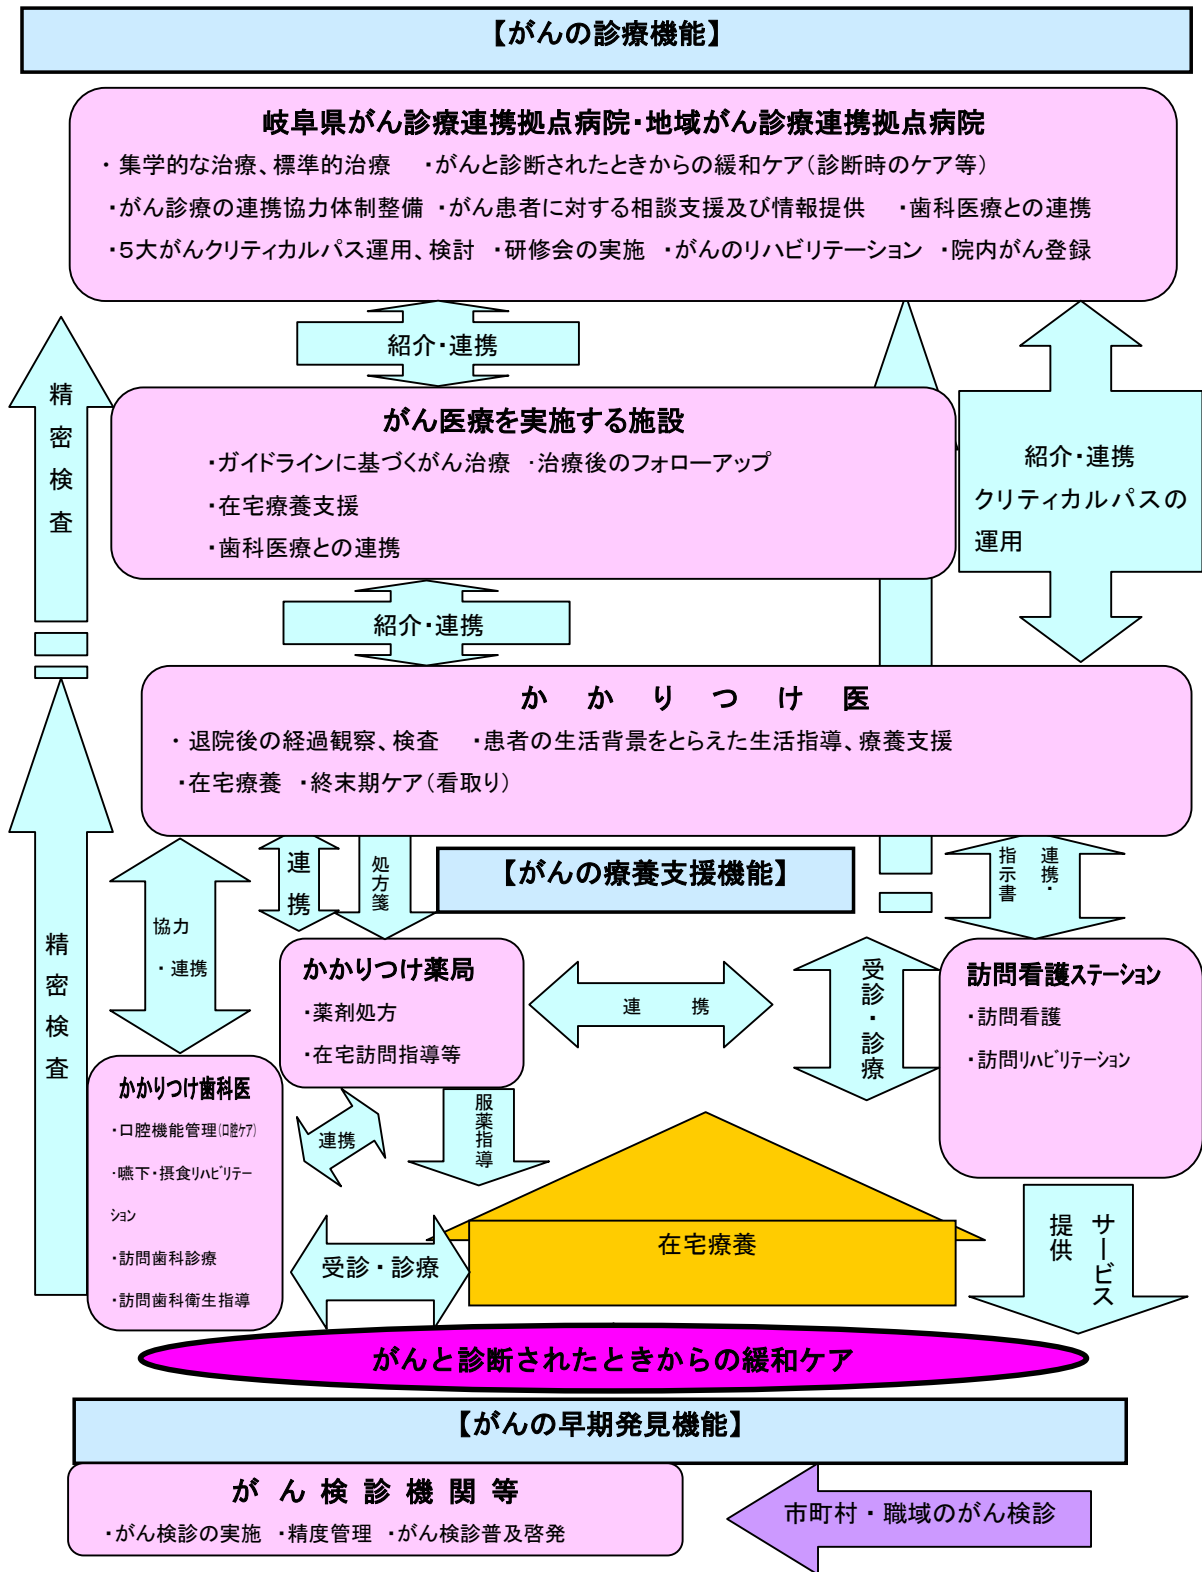 【がんの診療機能】
岐阜県がん診療連携拠点病院・地域がん診療連携拠点病院
・集学的な治療、標準的治療　・がんと診断されたときからの緩和ケア（診断時のケア等）
・がん診療の連携協力体制整備　・がん患者に対する相談支援及び情報提供　・歯科医療との連携
・５大がんクリティカルパス運用、検討　・研修会の実施　・がんのリハビリテーション　・院内がん登録
紹介・連携
精密検査
がん医療を実施する施設
・ガイドラインに基づくがん治療　・治療後のフォローアップ
・在宅療養支援
・歯科医療との連携
紹介・連携
クリティカルパスの
運用
紹介・連携
かかりつけ医
・退院後の経過観察、検査　・患者の生活背景をとらえた生活指導、療養支援
・在宅療養　・終末期ケア（看取り）
連携
処方箋
【がんの療養支援機能】
連携・
指示書
協力
・連携
精密検査
かかりつけ薬局
・薬剤処方
・在宅訪問指導等
連　携
受診・診療
訪問看護ステーション
・訪問看護
・訪問リハビリテーション
かかりつけ歯科医
・口腔機能管理（口腔ケア）
・嚥下・摂食リハビリテー
ション
・訪問歯科診療
・訪問歯科衛生指導
連携
服薬指導
受診・診療
在宅療養
サービス
提供
がんと診断されたときからの緩和ケア
【がんの早期発見機能】
がん検診機関等
・がん検診の実施　・精度管理　・がん検診普及啓発
市町村・職域のがん検診